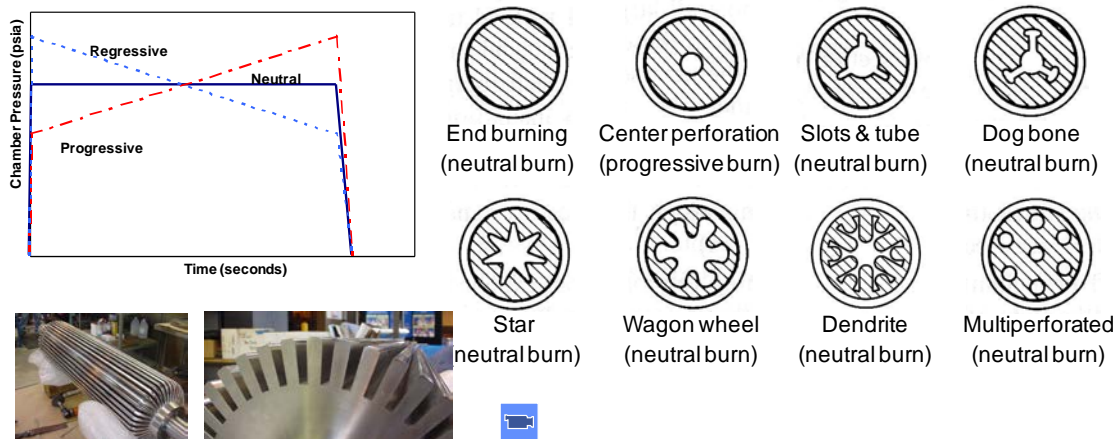 Chamber Pressure (psia)
Regressive
Neutral
Progressive
Time (seconds)
End burning
(neutral burn)
Center perforation
(progressive burn)
Slots & tube
(neutral burn)
Dog bone
(neutral burn)
Star
(neutral burn)
Wagon wheel
(neutral burn)
Dendrite
(neutral burn)
Multiperforated
(neutral burn)